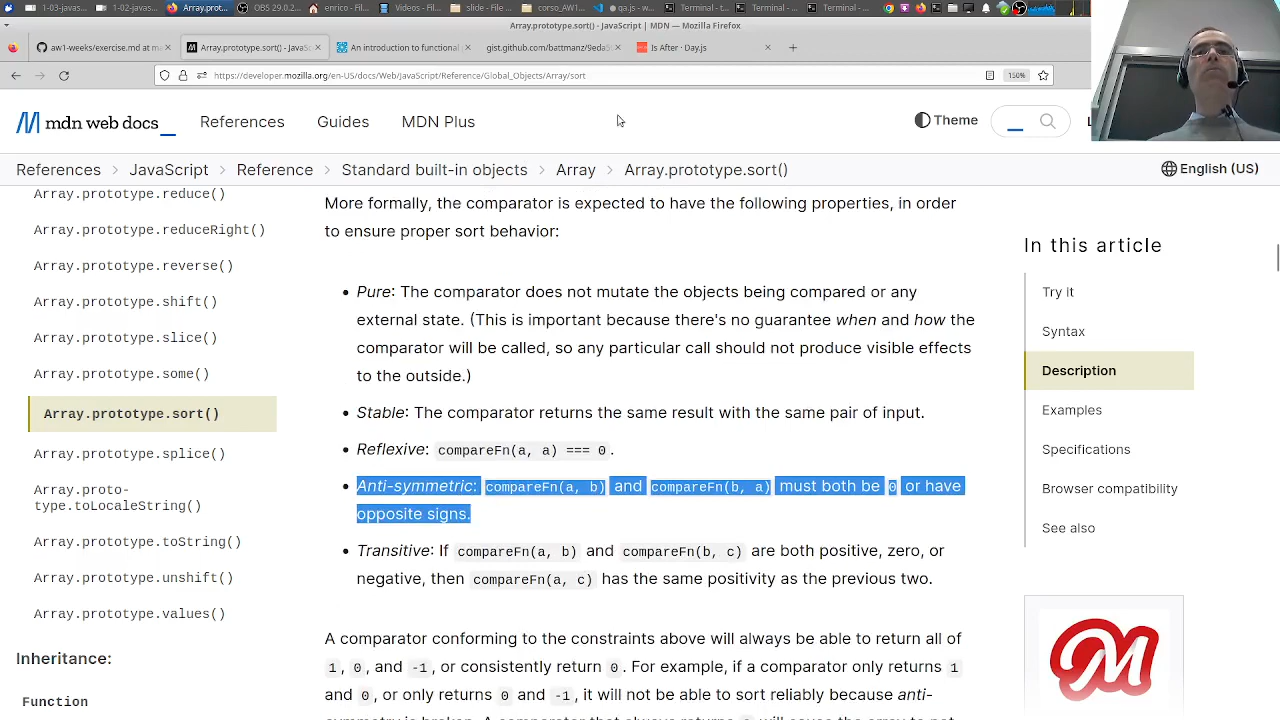 1-03-javas...
1-02-javas...
Array.prot...
OBS 29.0.2...
enrico - F...
Videos - Fil...
slide - File ...
corso_AW1...
● qa.js - w...
Terminal - t...
Terminal - ...
Terminal - ...
Array.prototype.sort() - JavaScript | MDN — Mozilla Firefox
aw1-weeks/exercise.md at ma
Array.prototype.sort() - JavaS
An introduction to functional
gist.github.com/battmanz/9eda5
Is After · Day.js
https://developer.mozilla.org/en-US/docs/Web/JavaScript/Reference/Global_Objects/Array/sort
150%
mdn web docs_
References
Guides
MDN Plus
Theme
References
JavaScript
Reference
Standard built-in objects
Array
Array.prototype.sort()
English (US)
Array.prototype.reduce()
Array.prototype.reduceRight()
Array.prototype.reverse()
Array.prototype.shift()
Array.prototype.slice()
Array.prototype.some()
Array.prototype.sort()
Array.prototype.splice()
Array.proto-
type.toLocaleString()
Array.prototype.toString()
Array.prototype.unshift()
Array.prototype.values()
Inheritance:
Function
More formally, the comparator is expected to have the following properties, in order
to ensure proper sort behavior:
• Pure: The comparator does not mutate the objects being compared or any
external state. (This is important because there's no guarantee when and how the
comparator will be called, so any particular call should not produce visible effects
to the outside.)
• Stable: The comparator returns the same result with the same pair of input.
• Reflexive: compareFn(a, a) === 0.
• Anti-symmetric: compareFn(a, b) and compareFn(b, a) must both be 0 or have
opposite signs.
• Transitive: If compareFn(a, b) and compareFn(b, c) are both positive, zero, or
negative, then compareFn(a, c) has the same positivity as the previous two.
A comparator conforming to the constraints above will always be able to return all of
1, 0, and -1, or consistently return 0. For example, if a comparator only returns 1
and 0, or only returns 0 and -1, it will not be able to sort reliably because anti-
In this article
Try it
Syntax
Description
Examples
Specifications
Browser compatibility
See also